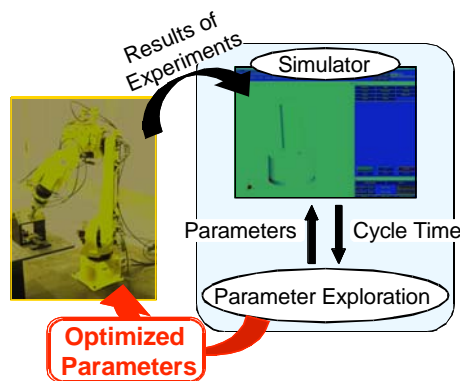 Results of
Experiments
Simulator
Parameters
Cycle Time
Parameter Exploration
Optimized
Parameters